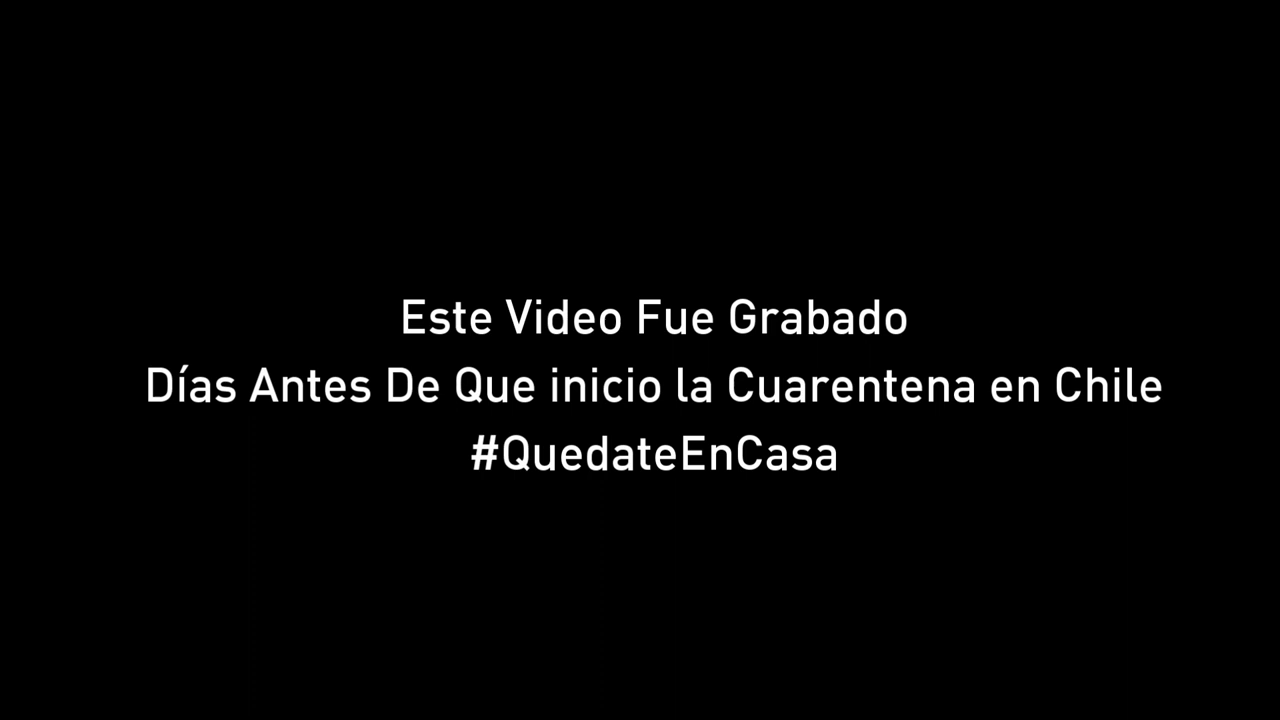 Este Video Fue Grabado
Días Antes De Que inicio la Cuarentena en Chile
#QuedateEnCasa